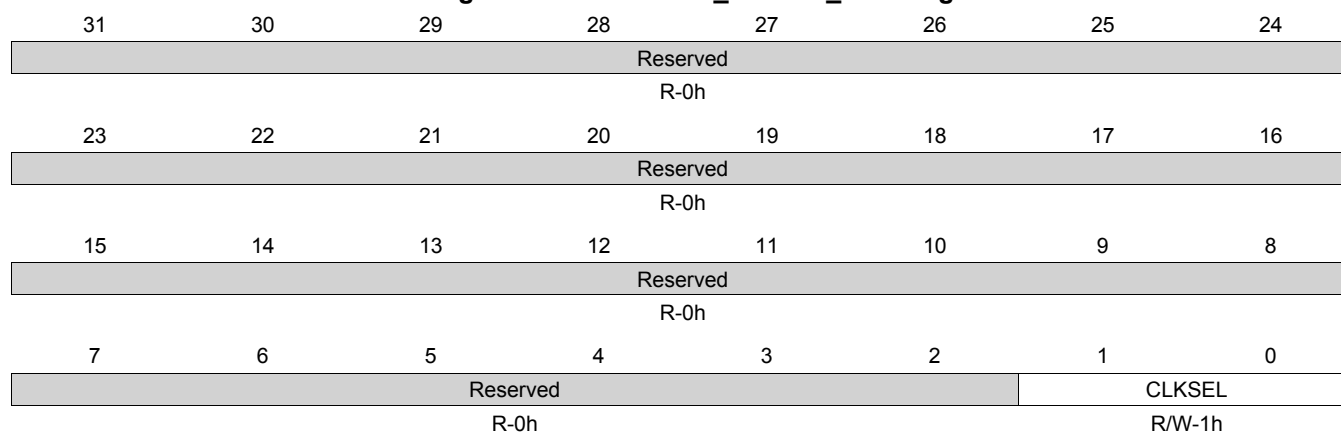 31 30 29 28 27 26 25 24
Reserved
R-0h
23 22 21 20 19 18 17 16
Reserved
R-0h
15 14 13 12 11 10 9 8
Reserved
R-0h
7 6 5 4 3 2 1 0
Reserved CLKSEL
R-0h R/W-1h